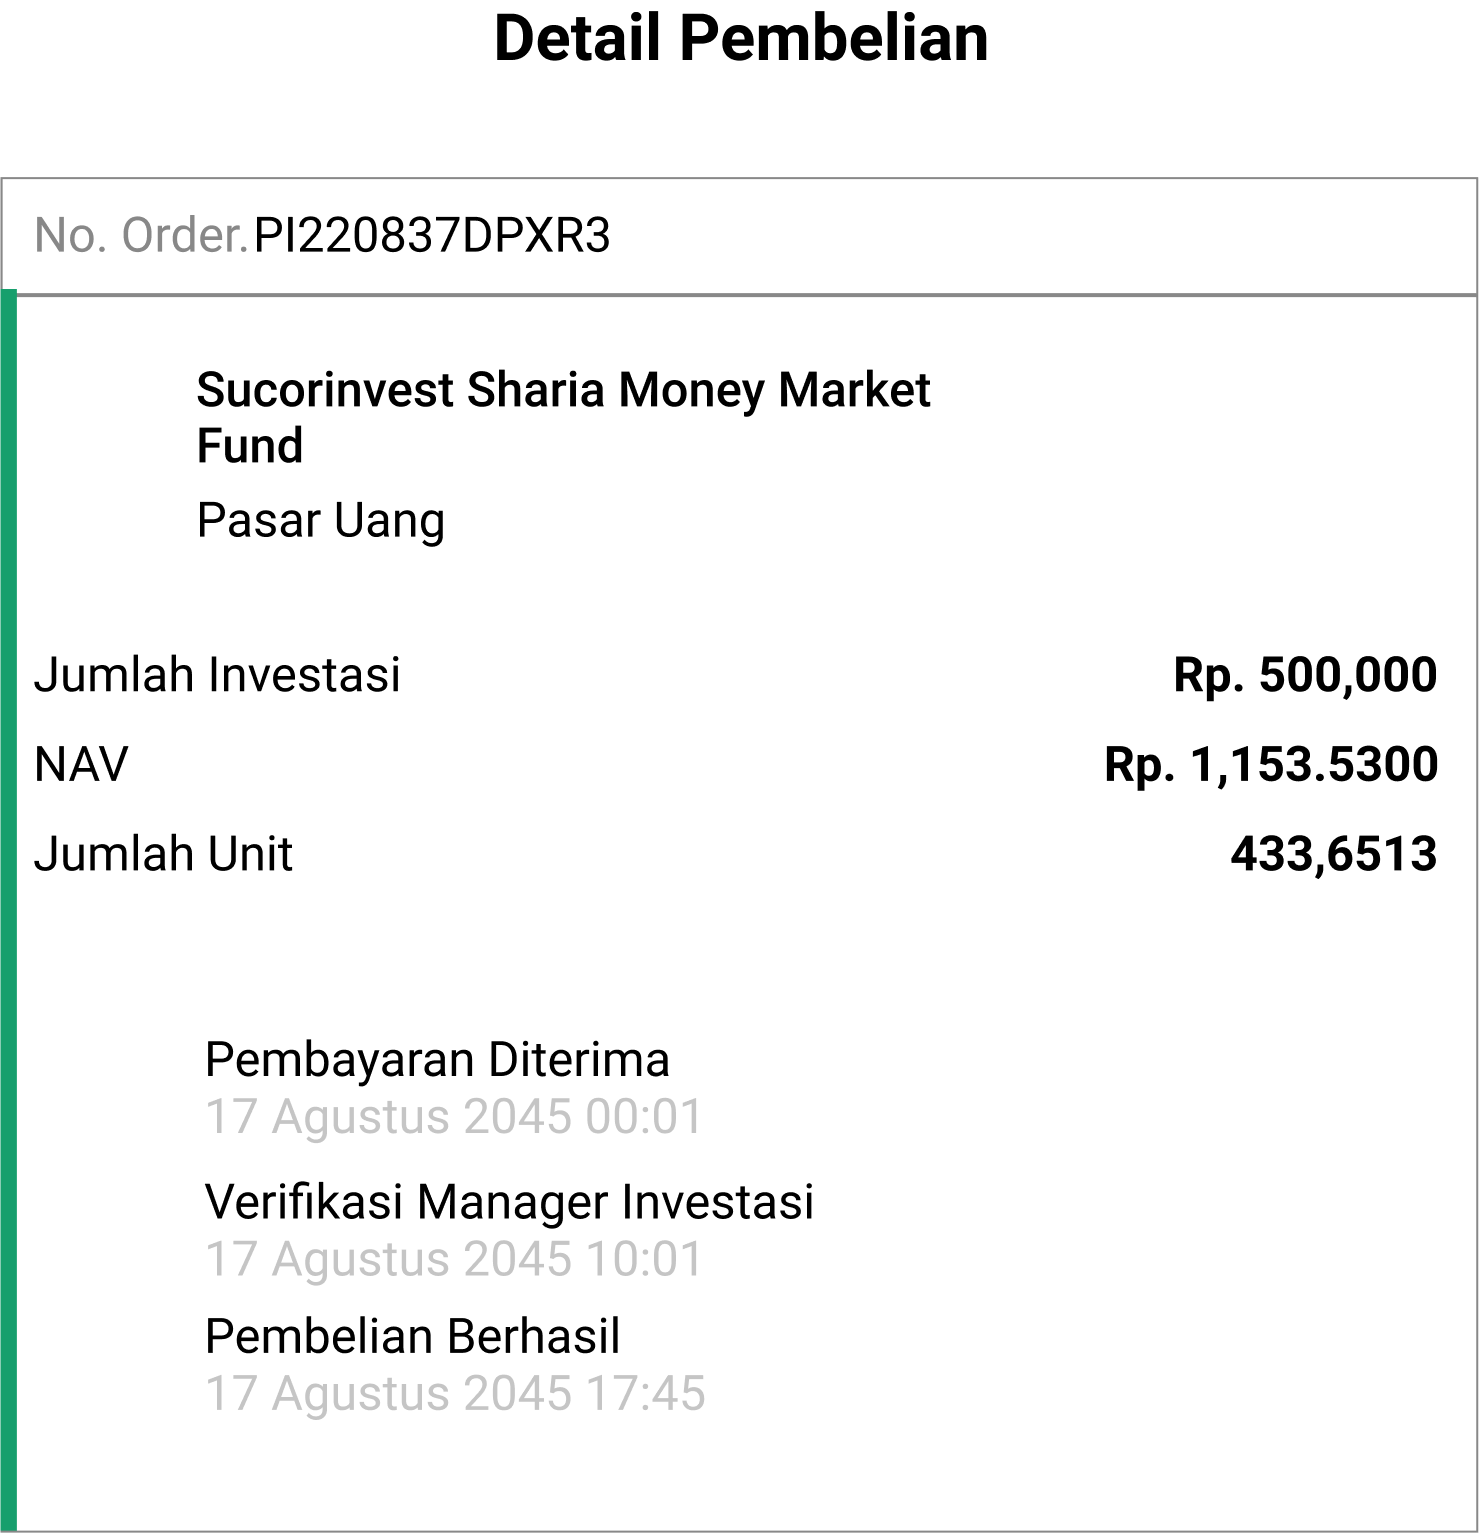 Detail Pembelian
No. Order.PI220837DPXR3
Sucorinvest Sharia Money Market
Fund
Pasar Uang
Jumlah Investasi Rp. 500,000
NAV Rp. 1,153.5300
Jumlah Unit 433,6513
Pembayaran Diterima
17 Agustus 2045 00:01
Verifikasi Manager Investasi
17 Agustus 2045 10:01
Pembelian Berhasil
17 Agustus 2045 17:45